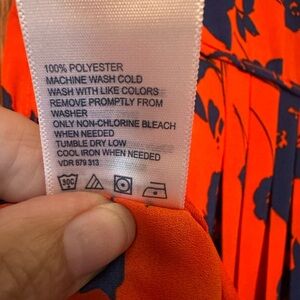 100% POLYESTER
MACHINE WASH COLD
WASH WITH LIKE COLORS
REMOVE PROMPTLY FROM
WASHER
ONLY NON-CHLORINE BLEACH
WHEN NEEDED
TUMBLE DRY LOW
COOL IRON WHEN NEEDED
VDR 679 313